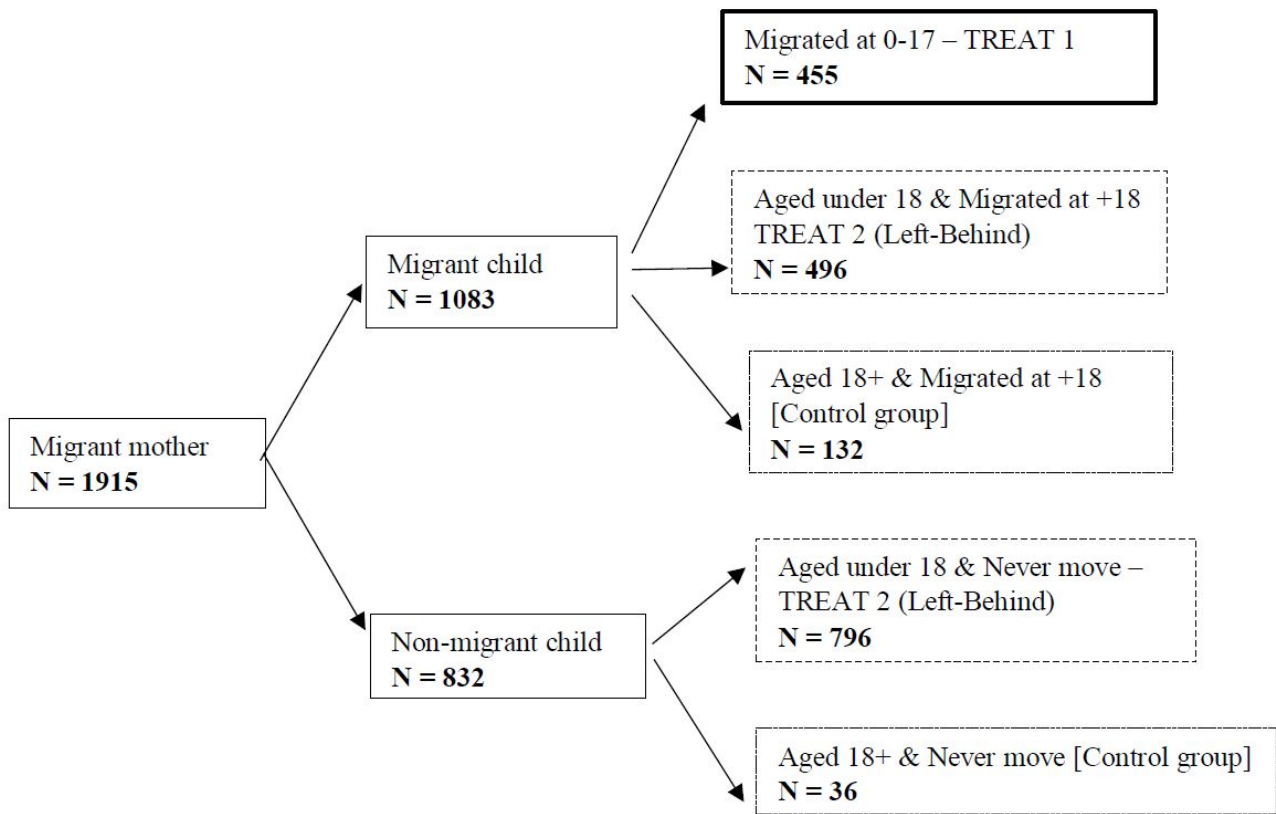 Migrated at 0-17 – TREAT 1
N = 455
Aged under 18 & Migrated at +18
TREAT 2 (Left-Behind)
N = 496
Migrant child
N = 1083
Aged 18+ & Migrated at +18
[Control group]
N = 132
Migrant mother
N = 1915
Aged under 18 & Never move –
TREAT 2 (Left-Behind)
N = 796
Non-migrant child
N = 832
Aged 18+ & Never move [Control group]
N = 36